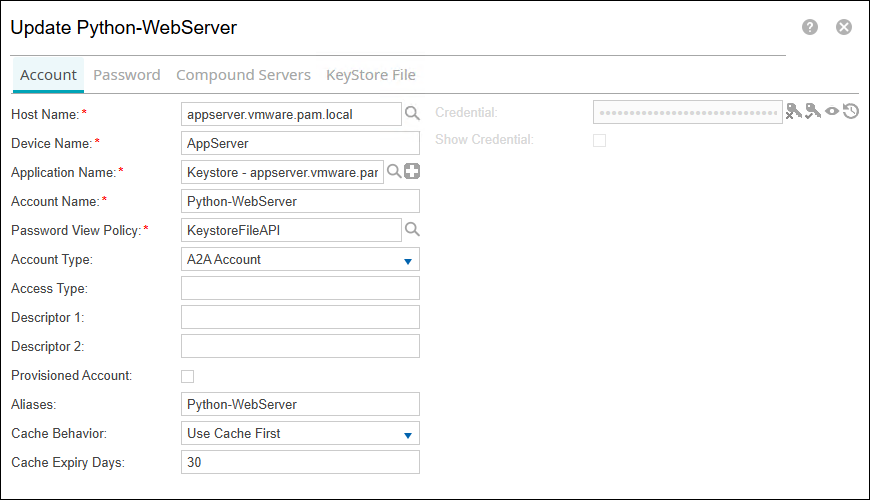 Update Python-WebServer
Account Password Compound Servers KeyStore File
Host Name:* appserver.vmware.pam.local Credential: ••••••••••••••••••••••••••••••
Device Name:* AppServer Show Credential:
Application Name:* Keystore - appserver.vmware.par
Account Name:* Python-WebServer
Password View Policy:* KeystoreFileAPI
Account Type: A2A Account
Access Type:
Descriptor 1:
Descriptor 2:
Provisioned Account:
Aliases: Python-WebServer
Cache Behavior: Use Cache First
Cache Expiry Days: 30